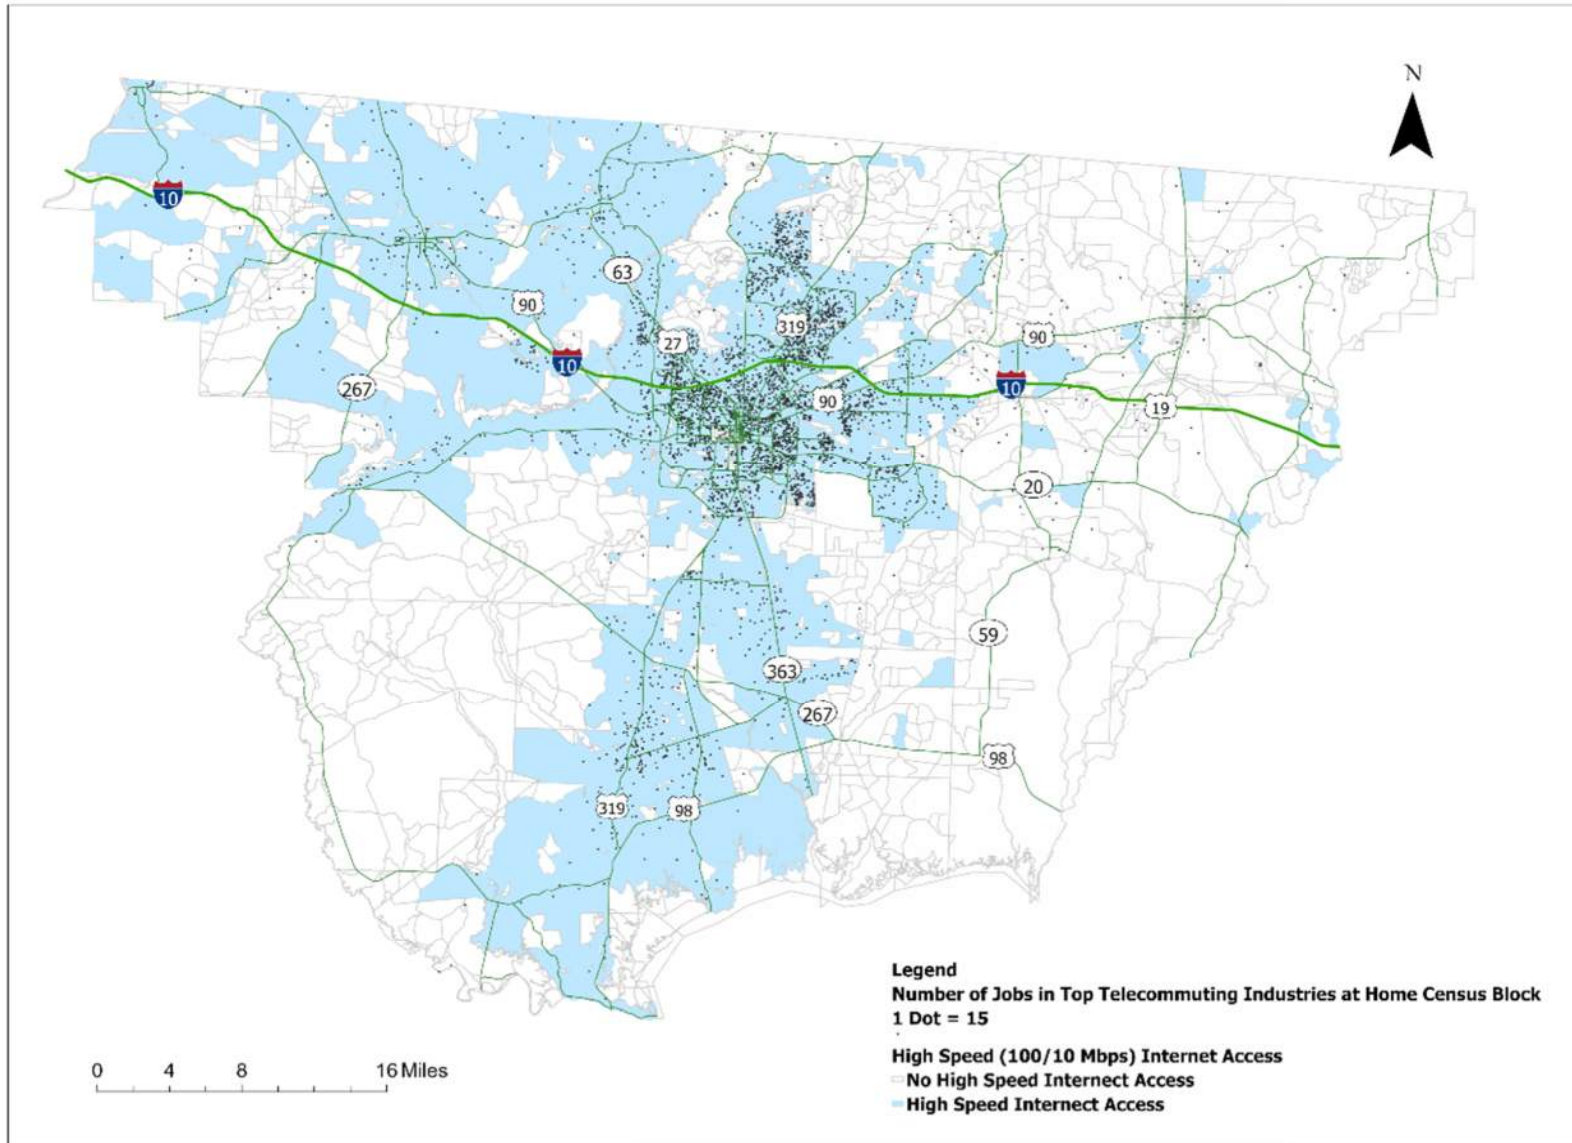 N
10
63
90
27
319
10
90
267
10
90
19
20
59
363
267
98
319
98
Legend
Number of Jobs in Top Telecommuting Industries at Home Census Block
1 Dot = 15
High Speed (100/10 Mbps) Internet Access
No High Speed Internect Access
High Speed Internect Access
0 4 8 16 Miles